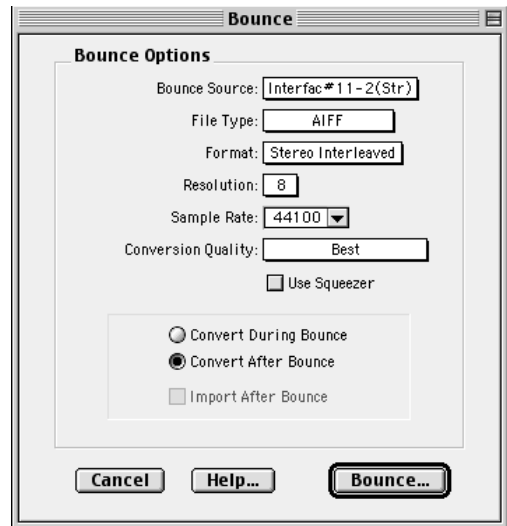 Bounce
Bounce Options
Bounce Source: Interfac#11-2(Str)
File Type: AIFF
Format: Stereo Interleaved
Resolution: 8
Sample Rate: 44100
Conversion Quality: Best
Use Squeezer
Convert During Bounce
Convert After Bounce
Import After Bounce
Cancel Help... Bounce...